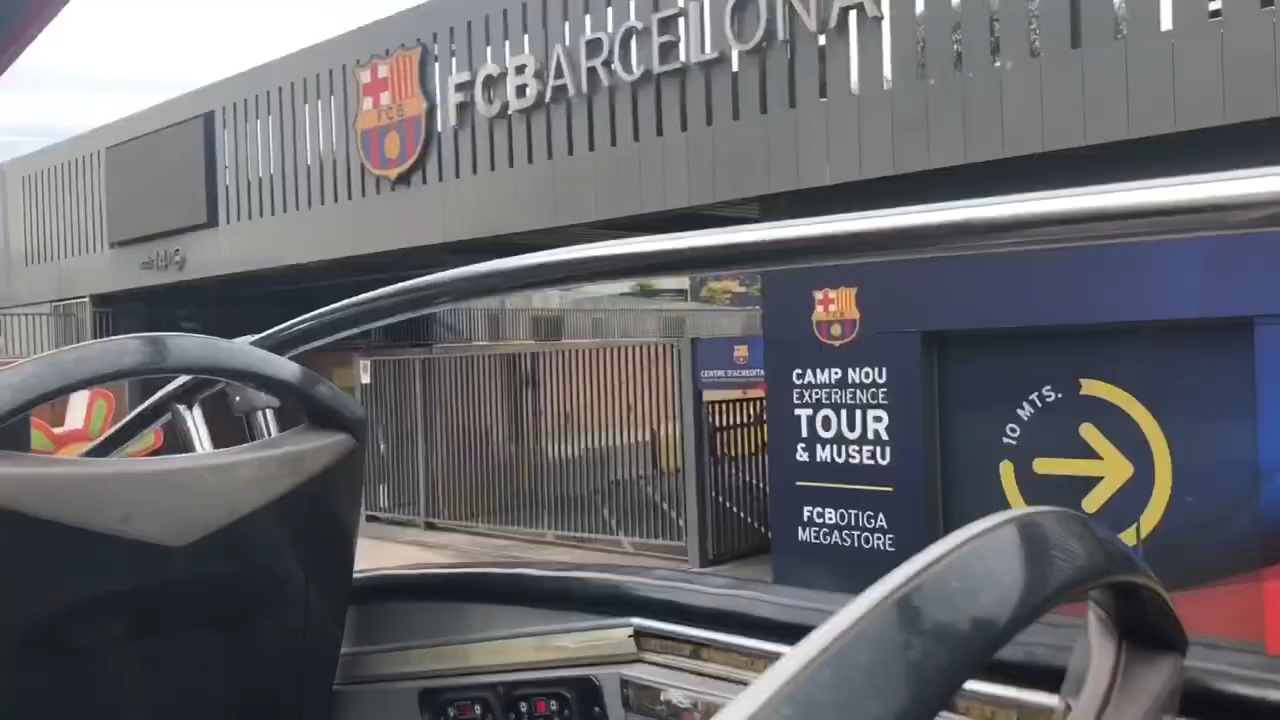 FCBARCELONA
FCB
FCB
CAMP NOU
EXPERIENCE
TOUR
& MUSEU
FCBOTIGA
MEGASTORE
10 MTS.
CENTRE D'ACREDITA